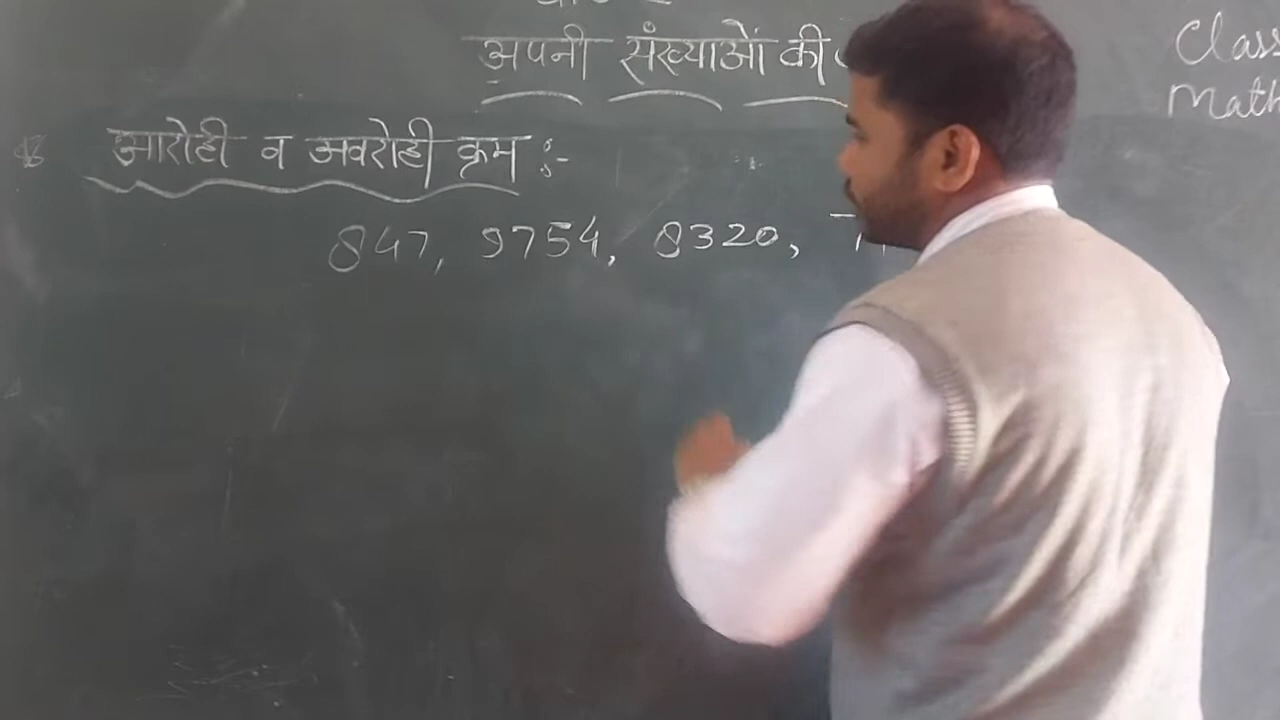 अपनी संख्याओं की
Class
Math
आरोही व अवरोही क्रम :-
847, 9754, 8320,